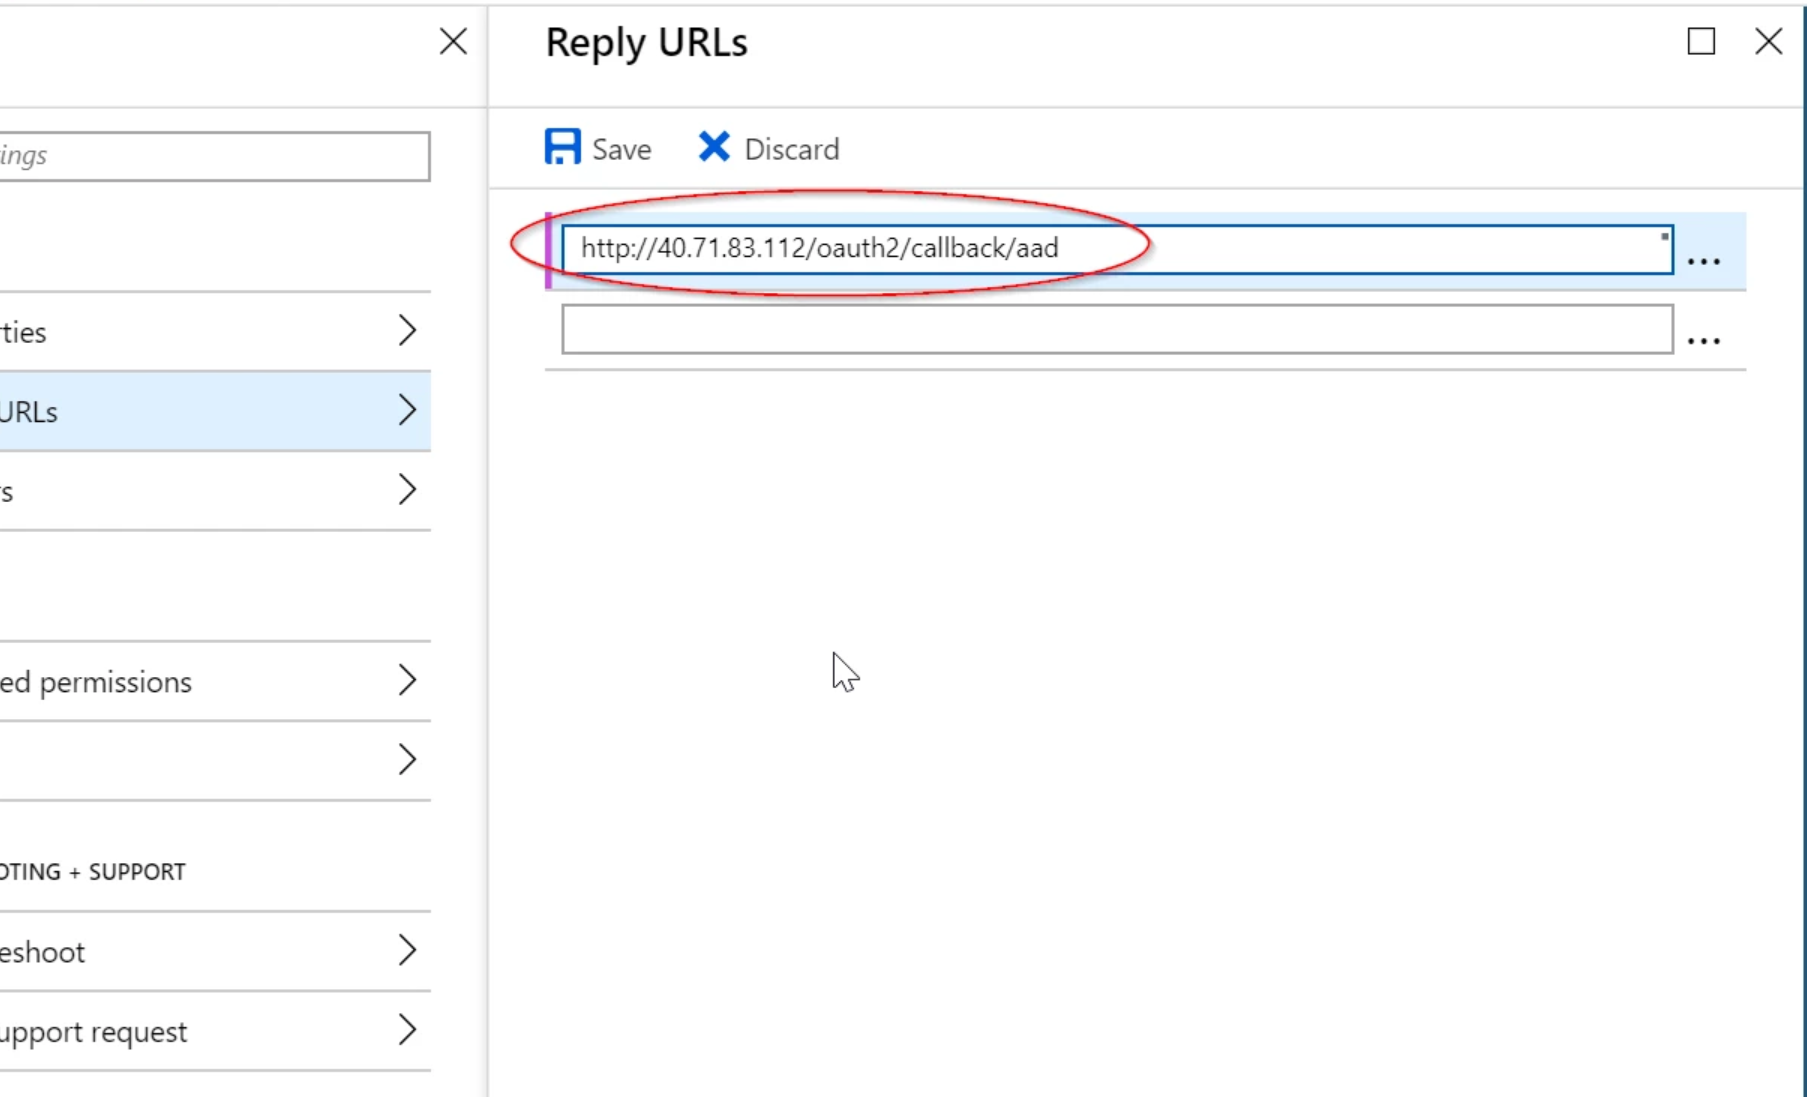 Reply URLs
ings
Save Discard
http://40.71.83.112/oauth2/callback/aad
...
...
ties
URLs
s
ed permissions
OTING + SUPPORT
eshoot
upport request